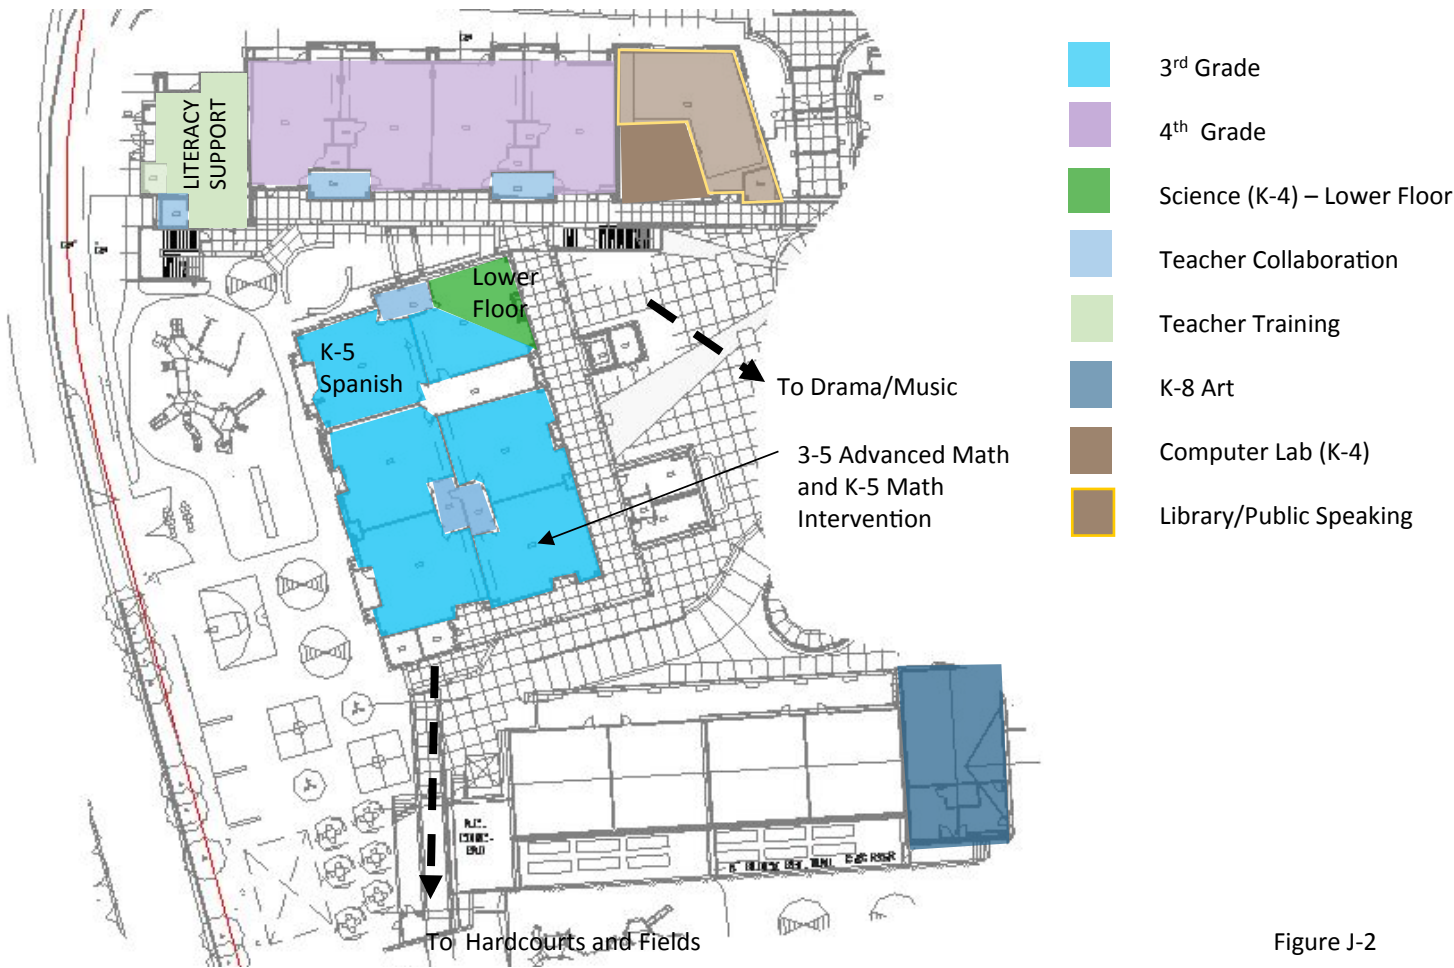 LITERACY
SUPPORT
Lower
Floor
K-5
Spanish
To Drama/Music
3-5 Advanced Math
and K-5 Math
Intervention
To Hardcourts and Fields
3rd Grade
4th Grade
Science (K-4) – Lower Floor
Teacher Collaboration
Teacher Training
K-8 Art
Computer Lab (K-4)
Library/Public Speaking
Figure J-2